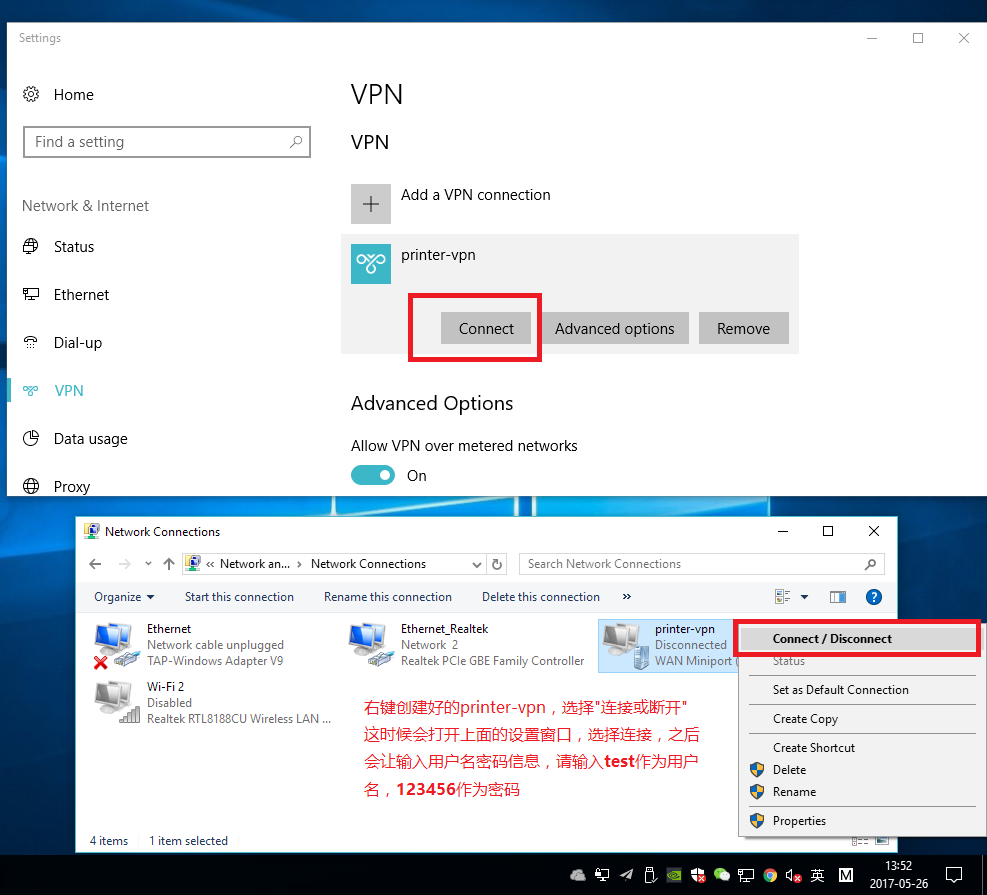 Settings
Home
VPN
Find a setting
VPN
Network & Internet
Add a VPN connection
Status
printer-vpn
Ethernet
Connect
Advanced options
Remove
Dial-up
VPN
Advanced Options
Data usage
Allow VPN over metered networks
On
Proxy
Network Connections
« Network an... › Network Connections
Search Network Connections
Organize
Start this connection
Rename this connection
Delete this connection
»
Ethernet
Network cable unplugged
TAP-Windows Adapter V9
Ethernet_Realtek
Network 2
Realtek PCIe GBE Family Controller
printer-vpn
Disconnected
WAN Miniport (
Wi-Fi 2
Disabled
Realtek RTL8188CU Wireless LAN ...
Connect / Disconnect
Status
Set as Default Connection
Create Copy
Create Shortcut
Delete
Rename
Properties
右键创建好的printer-vpn，选择"连接或断开"
这时候会打开上面的设置窗口，选择连接，之后
会让输入用户名密码信息，请输入test作为用户
名，123456作为密码
4 items
1 item selected
英
M
13:52
2017-05-26